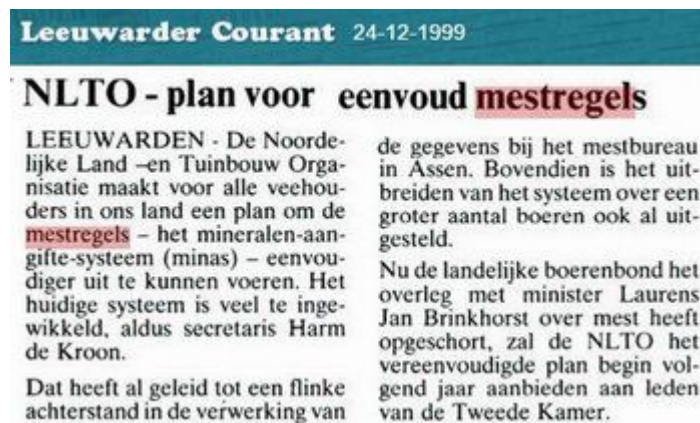 Leeuwarder Courant 24-12-1999
NLTO - plan voor eenvoud mestregels
LEEUWARDEN - De Noorde-
lijke Land –en Tuinbouw Orga-
nisatie maakt voor alle veehou-
ders in ons land een plan om de
mestregels – het mineralen-aan-
gifte-systeem (minas) – eenvou-
diger uit te kunnen voeren. Het
huidige systeem is veel te inge-
wikkeld, aldus secretaris Harm
de Kroon.
Dat heeft al geleid tot een flinke
achterstand in de verwerking van
de gegevens bij het mestbureau
in Assen. Bovendien is het uit-
breiden van het systeem over een
groter aantal boeren ook al uit-
gesteld.
Nu de landelijke boerenbond het
overleg met minister Laurens
Jan Brinkhorst over mest heeft
opgeschort, zal de NLTO het
vereenvoudigde plan begin vol-
gend jaar aanbieden aan leden
van de Tweede Kamer.